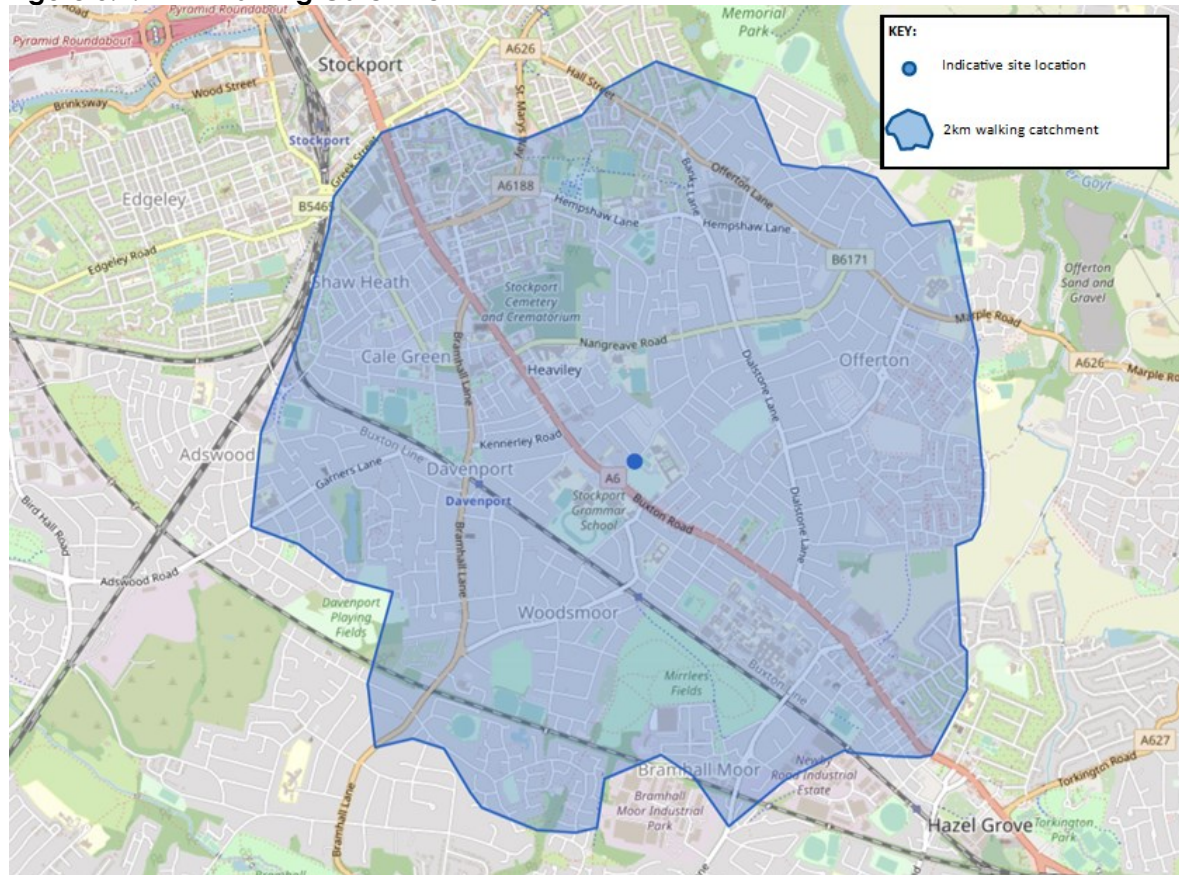 Memorial
Park
Pyramid Road
Pyramid Roundabout
Stockport
A626
Hall Street
Wood Street
Brinksway
St. Marys Way
Stockport
Greek Street
Edgeley
B5465
A6188
Banks Lane
Offerton Lane
Hempshaw Lane
Hempshaw Lane
Edgeley Road
B6171
Shaw Heath
Stockport
Cemetery
and Crematorium
Offerton
Sand and
Gravel
Marple Road
Nangreave Road
Cale Green
Bramhall Lane
Heaviley
Dialstone Lane
Offerton
A626
Marple Road
Kennerley Road
Buxton Line
Adswood
Garners Lane
Davenport
Davenport
A6
Stockport
Grammar
School
Buxton Road
Bird Hall Road
Dialstone Lane
Bramhall Lane
Adswood Road
Davenport
Playing
Fields
Woodsmoor
Mirrlees
Fields
Buxton Line
A627
Torkington Road
Bramhall Moor
Newby
Road Industrial
Estate
Bramhall
Moor Industrial
Park
Bramhall Lane
Hazel Grove
Torkington
Park
KEY:
Indicative site location
2km walking catchment